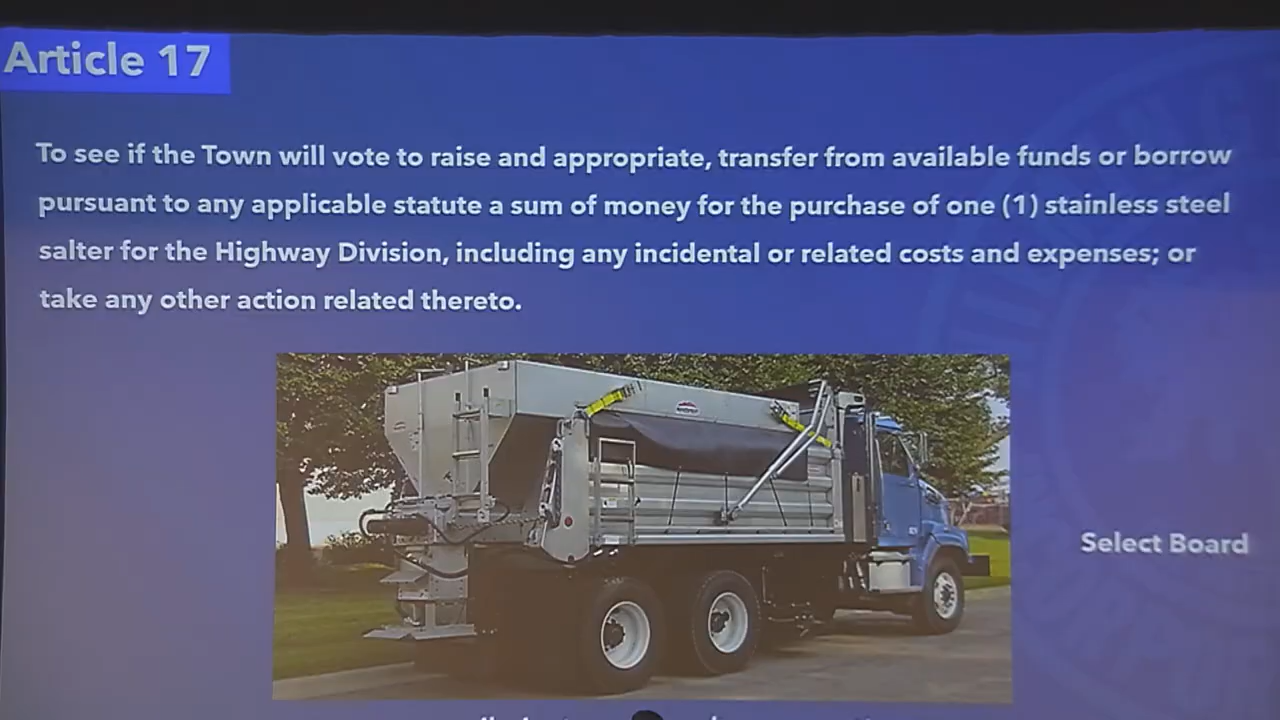 Article 17
To see if the Town will vote to raise and appropriate, transfer from available funds or borrow
pursuant to any applicable statute a sum of money for the purchase of one (1) stainless steel
salter for the Highway Division, including any incidental or related costs and expenses; or
take any other action related thereto.
Select Board